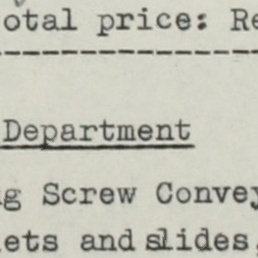 otal price: Re
Department
g Screw Convey
ets and slides,